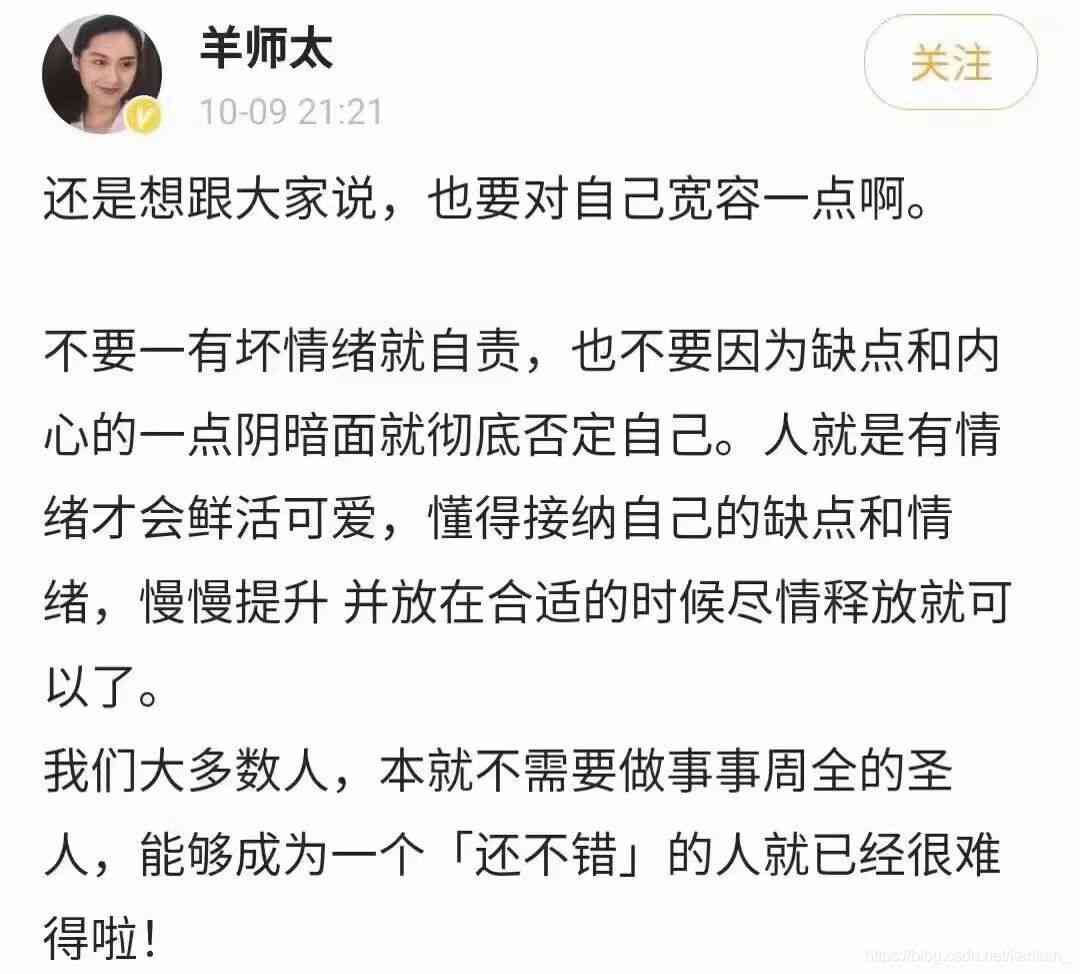 羊师太
关注
10-09 21:21
还是想跟大家说，也要对自己宽容一点啊。
不要一有坏情绪就自责，也不要因为缺点和内
心的一点阴暗面就彻底否定自己。人就是有情
绪才会鲜活可爱，懂得接纳自己的缺点和情
绪，慢慢提升 并放在合适的时候尽情释放就可
以了。
我们大多数人，本就不需要做事事周全的圣
人，能够成为一个「还不错」的人就已经很难
得啦！